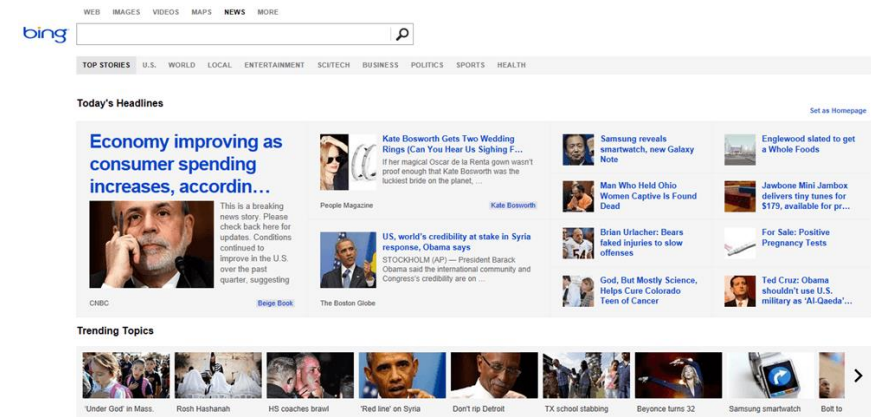 WEB IMAGES VIDEOS MAPS NEWS MORE
bing
TOP STORIES U.S. WORLD LOCAL ENTERTAINMENT SCI/TECH BUSINESS POLITICS SPORTS HEALTH
Today's Headlines
Set as Homepage
Economy improving as
consumer spending
increases, accordin...
This is a breaking
news story. Please
check back here for
updates. Conditions
continued to
improve in the U.S.
over the past
quarter, suggesting
CNBC
Beige Book
Kate Bosworth Gets Two Wedding
Rings (Can You Hear Us Sighing F...
If her magical Oscar de la Renta gown wasn't
proof enough that Kate Bosworth was the
luckiest bride on the planet, ...
People Magazine
Kate Bosworth
US, world's credibility at stake in Syria
response, Obama says
STOCKHOLM (AP) — President Barack
Obama said the international community and
Congress's credibility are on ...
The Boston Globe
Samsung reveals
smartwatch, new Galaxy
Note
Man Who Held Ohio
Women Captive Is Found
Dead
Brian Urlacher: Bears
faked injuries to slow
offenses
God, But Mostly Science,
Helps Cure Colorado
Teen of Cancer
Englewood slated to get
a Whole Foods
Jawbone Mini Jambox
delivers tiny tunes for
$179, available for pr...
For Sale: Positive
Pregnancy Tests
Ted Cruz: Obama
shouldn't use U.S.
military as 'Al-Qaeda'...
Trending Topics
'Under God' in Mass.
Rosh Hashanah
HS coaches brawl
'Red line' on Syria
Don't rip Detroit
TX school stabbing
Beyonce turns 32
Samsung smartwatch
Bolt to